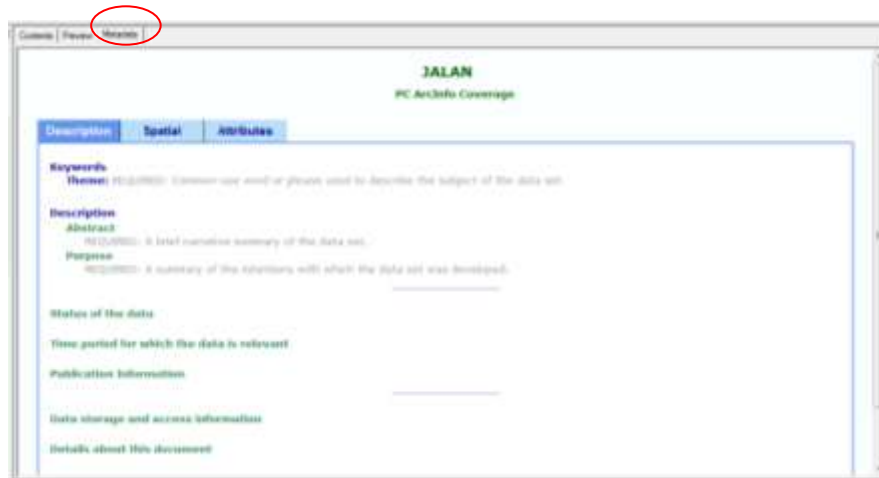 Contents Preview Metadata
JALAN
PC ArcInfo Coverage
Description Spatial Attributes
Keywords
Theme: REQUIRED: Common-use word or phrase used to describe the subject of the data set.
Description
Abstract
REQUIRED: A brief narrative summary of the data set.
Purpose
REQUIRED: A summary of the intentions with which the data set was developed.
Status of the data
Time period for which the data is relevant
Publication Information
Data storage and access information
Details about this document